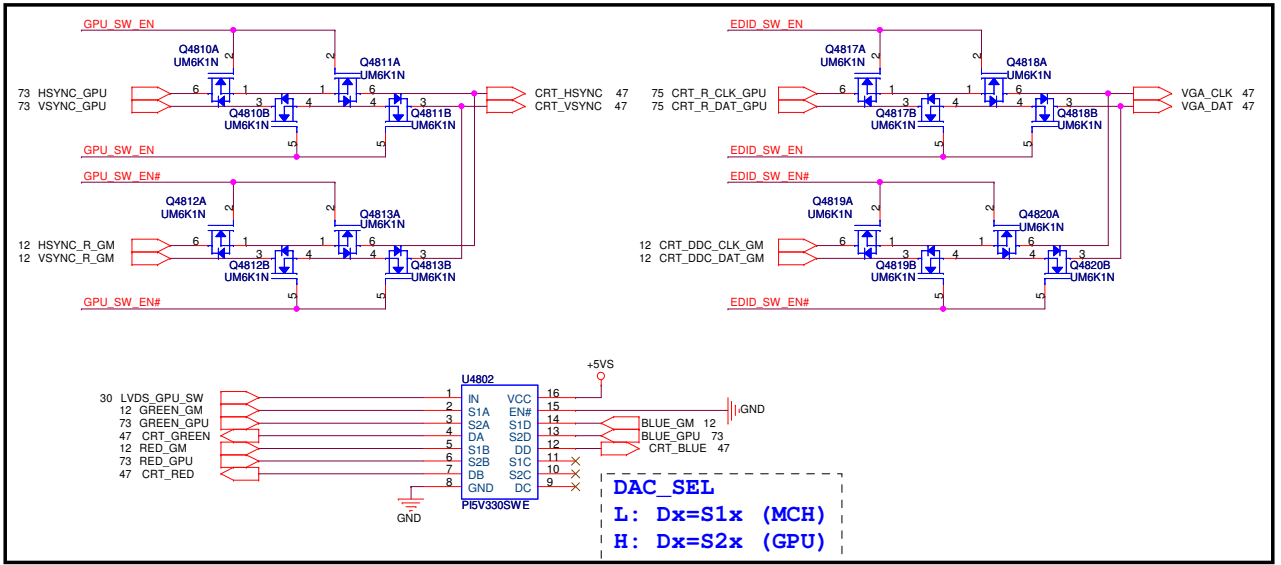 GPU_SW_EN
EDID_SW_EN
Q4810A
UM6K1N
2
Q4811A
UM6K1N
2
Q4817A
UM6K1N
2
Q4818A
UM6K1N
2
73 HSYNC_GPU
6
1
1
6
CRT_HSYNC 47
75 CRT_R_CLK_GPU
6
1
1
6
VGA_CLK 47
73 VSYNC_GPU
3
4
4
3
CRT_VSYNC 47
75 CRT_R_DAT_GPU
3
4
4
3
VGA_DAT 47
Q4810B
UM6K1N
5
Q4811B
UM6K1N
5
Q4817B
UM6K1N
5
Q4818B
UM6K1N
5
GPU_SW_EN
EDID_SW_EN
GPU_SW_EN#
EDID_SW_EN#
Q4812A
UM6K1N
2
Q4813A
UM6K1N
2
Q4819A
UM6K1N
2
Q4820A
UM6K1N
2
12 HSYNC_R_GM
6
1
1
6
12 CRT_DDC_CLK_GM
6
1
1
6
12 VSYNC_R_GM
3
4
4
3
12 CRT_DDC_DAT_GM
3
4
4
3
Q4812B
UM6K1N
5
Q4813B
UM6K1N
5
Q4819B
UM6K1N
5
Q4820B
UM6K1N
5
GPU_SW_EN#
EDID_SW_EN#
+5VS
U4802
30 LVDS_GPU_SW
1
IN
VCC
16
12 GREEN_GM
2
S1A
EN#
15
GND
73 GREEN_GPU
3
S2A
S1D
14
BLUE_GM 12
47 CRT_GREEN
4
DA
S2D
13
BLUE_GPU 73
12 RED_GM
5
S1B
DD
12
CRT_BLUE 47
73 RED_GPU
6
S2B
S1C
11
47 CRT_RED
7
DB
S2C
10
8
GND
DC
9
PI5V330SWE
GND
DAC_SEL
L: Dx=S1x (MCH)
H: Dx=S2x (GPU)